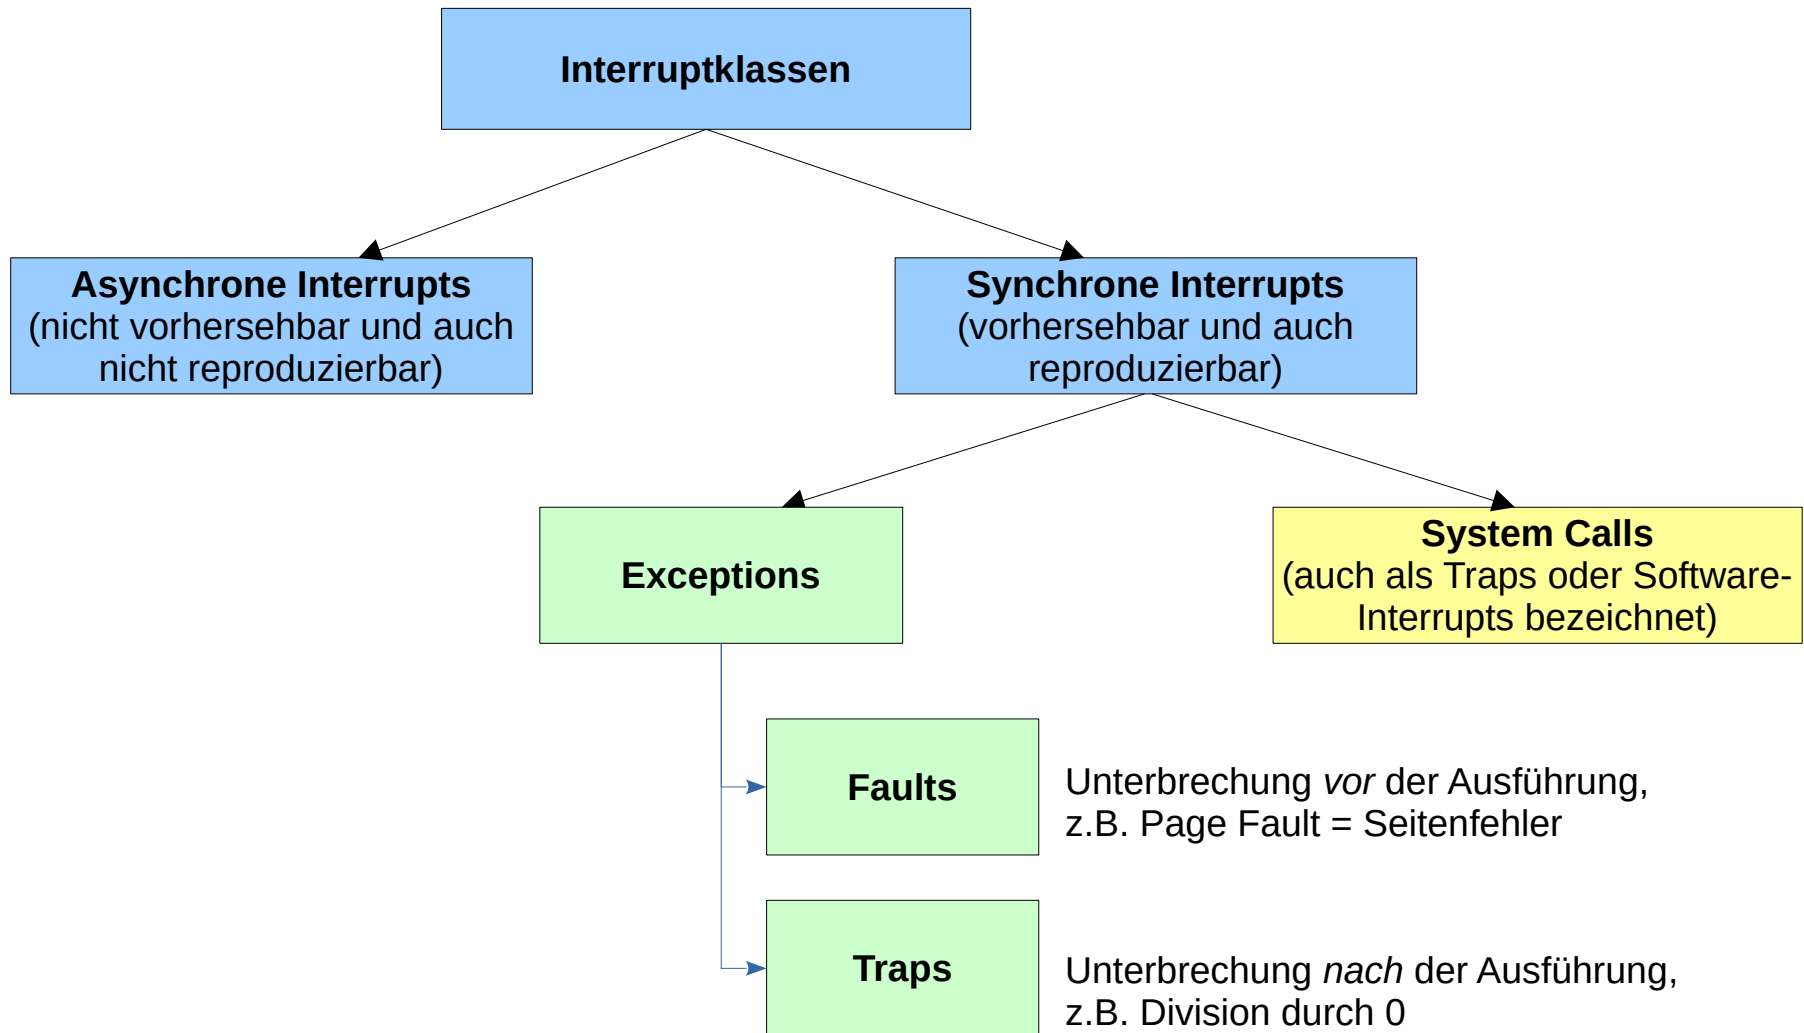 Interruptklassen
Asynchrone Interrupts
(nicht vorhersehbar und auch
nicht reproduzierbar)
Synchrone Interrupts
(vorhersehbar und auch
reproduzierbar)
Exceptions
System Calls
(auch als Traps oder Software-
Interrupts bezeichnet)
Faults
Unterbrechung vor der Ausführung,
z.B. Page Fault = Seitenfehler
Traps
Unterbrechung nach der Ausführung,
z.B. Division durch 0